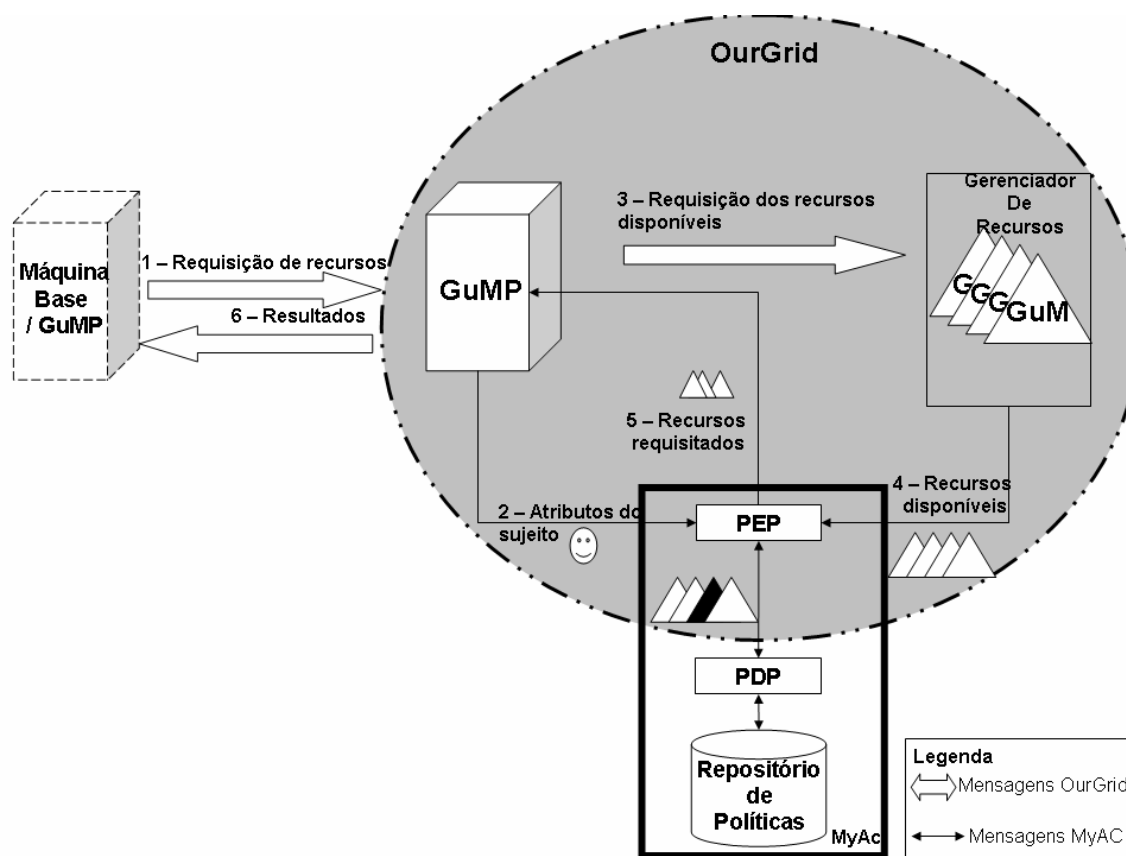 OurGrid
Gerenciador
De
Recursos
3 – Requisição dos recursos
disponíveis
Máquina
Base
/ GuMP
1 – Requisição de recursos
6 – Resultados
GuMP
G
G
G
GuM
5 – Recursos
requisitados
4 – Recursos
disponíveis
2 – Atributos do
sujeito
PEP
PDP
Repositório
de
Políticas
MyAc
Legenda
Mensagens OurGrid
Mensagens MyAC